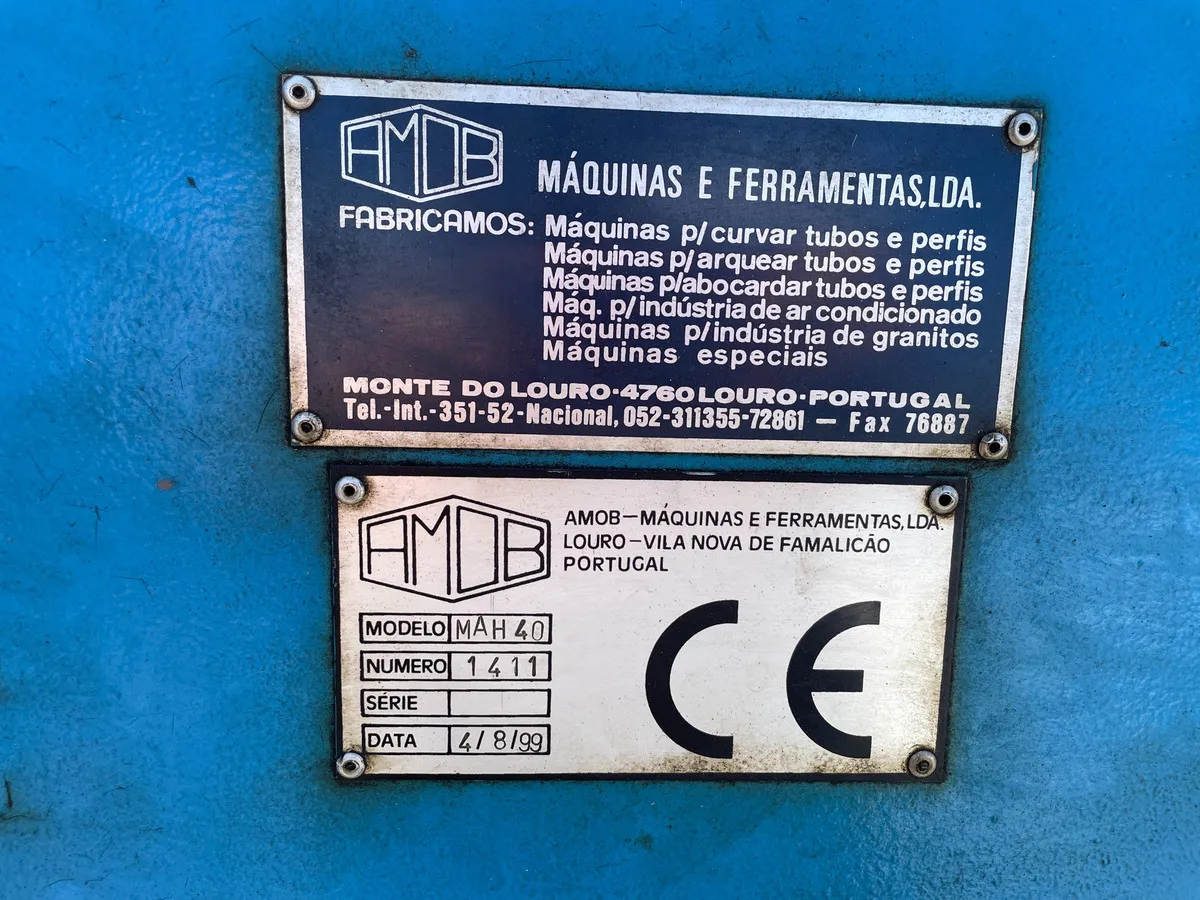 AMOB
MÁQUINAS E FERRAMENTAS,LDA.
FABRICAMOS: Máquinas p/curvar tubos e perfis
Máquinas p/arquear tubos e perfis
Máquinas p/abocardar tubos e perfis
Máq. p/indústria de ar condicionado
Máquinas p/indústria de granitos
Máquinas especiais
MONTE DO LOURO-4760 LOURO-PORTUGAL
Tel.-Int.-351-52-Nacional, 052-311355-72861 — Fax 76887
AMOB
AMOB-MÁQUINAS E FERRAMENTAS, LDA.
LOURO-VILA NOVA DE FAMALICÃO
PORTUGAL
MODELO MAH 40
NUMERO 1411
SÉRIE
DATA 4/8/99
CE